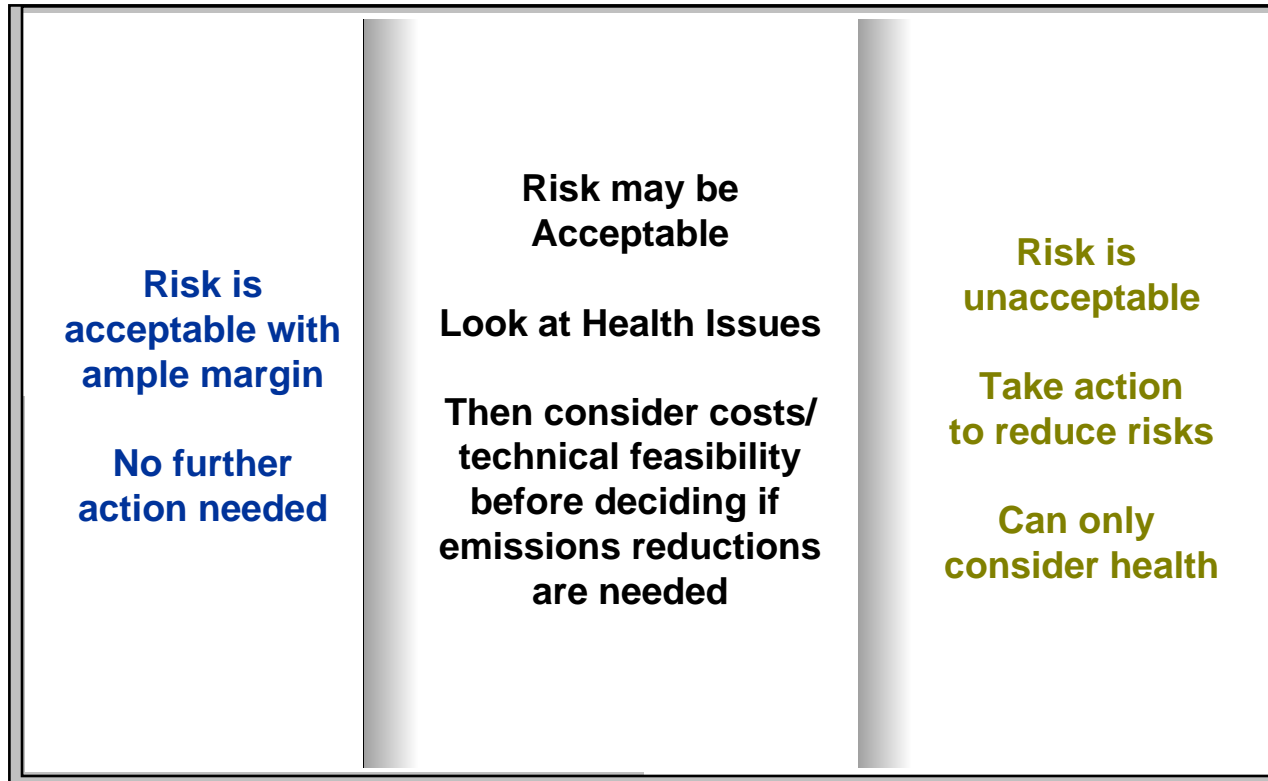 Risk is
acceptable with
ample margin
No further
action needed
Risk may be
Acceptable
Look at Health Issues
Then consider costs/
technical feasibility
before deciding if
emissions reductions
are needed
Risk is
unacceptable
Take action
to reduce risks
Can only
consider health